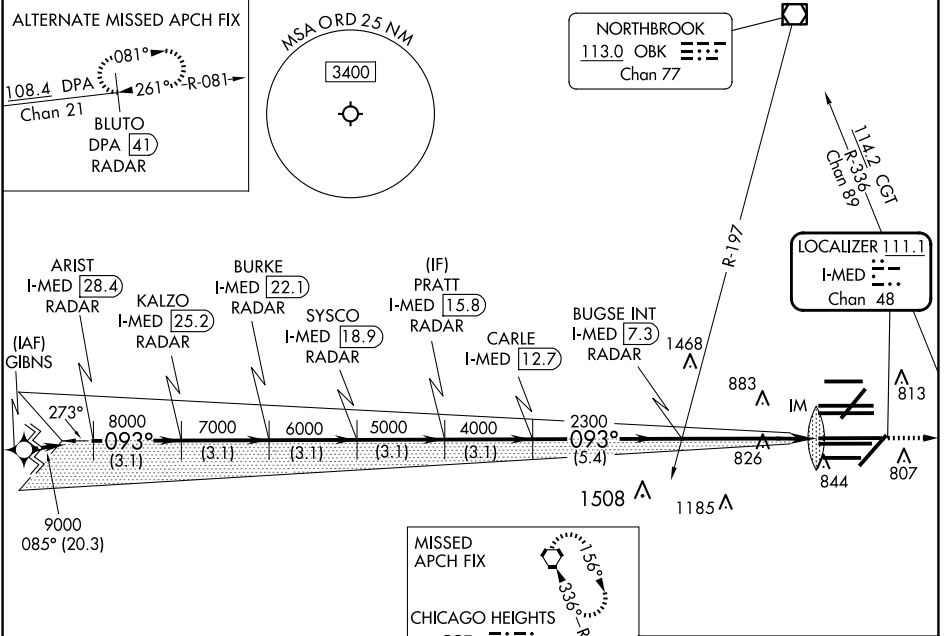 ALTERNATE MISSED APCH FIX
081°
108.4 DPA
261°
R-081
Chan 21
BLUTO
DPA 41
RADAR
MSA ORD 25 NM
3400
NORTHBROOK
113.0 OBK
Chan 77
114.2 CGT
R-336
Chan 89
R-197
LOCALIZER 111.1
I-MED
Chan 48
(IAF)
GIBNS
ARIST
I-MED 28.4
RADAR
KALZO
I-MED 25.2
RADAR
BURKE
I-MED 22.1
RADAR
SYSCO
I-MED 18.9
RADAR
(IF)
PRATT
I-MED 15.8
RADAR
CARLE
I-MED 12.7
BUGSE INT
I-MED 7.3
RADAR
1468
883
IM
813
273°
8000
093°
(3.1)
7000
(3.1)
6000
(3.1)
5000
(3.1)
4000
(3.1)
2300
093°
(5.4)
826
844
807
9000
085° (20.3)
1508
1185
MISSED
APCH FIX
156°
336°
CHICAGO HEIGHTS